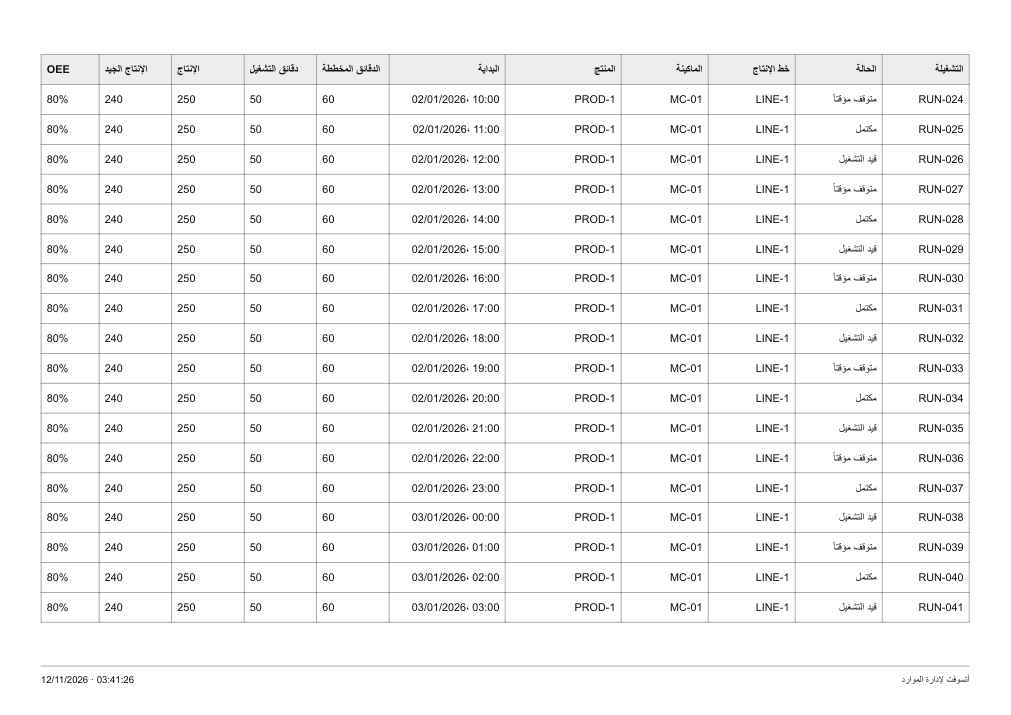 التشغيلة الحالة خط الإنتاج الماكينة المنتج البداية الدقائق المخططة دقائق التشغيل الإنتاج الإنتاج الجيد OEE
RUN-024 متوقف مؤقتاً LINE-1 MC-01 PROD-1 02/01/2026، 10:00 60 50 250 240 80%
RUN-025 مكتمل LINE-1 MC-01 PROD-1 02/01/2026، 11:00 60 50 250 240 80%
RUN-026 قيد التشغيل LINE-1 MC-01 PROD-1 02/01/2026، 12:00 60 50 250 240 80%
RUN-027 متوقف مؤقتاً LINE-1 MC-01 PROD-1 02/01/2026، 13:00 60 50 250 240 80%
RUN-028 مكتمل LINE-1 MC-01 PROD-1 02/01/2026، 14:00 60 50 250 240 80%
RUN-029 قيد التشغيل LINE-1 MC-01 PROD-1 02/01/2026، 15:00 60 50 250 240 80%
RUN-030 متوقف مؤقتاً LINE-1 MC-01 PROD-1 02/01/2026، 16:00 60 50 250 240 80%
RUN-031 مكتمل LINE-1 MC-01 PROD-1 02/01/2026، 17:00 60 50 250 240 80%
RUN-032 قيد التشغيل LINE-1 MC-01 PROD-1 02/01/2026، 18:00 60 50 250 240 80%
RUN-033 متوقف مؤقتاً LINE-1 MC-01 PROD-1 02/01/2026، 19:00 60 50 250 240 80%
RUN-034 مكتمل LINE-1 MC-01 PROD-1 02/01/2026، 20:00 60 50 250 240 80%
RUN-035 قيد التشغيل LINE-1 MC-01 PROD-1 02/01/2026، 21:00 60 50 250 240 80%
RUN-036 متوقف مؤقتاً LINE-1 MC-01 PROD-1 02/01/2026، 22:00 60 50 250 240 80%
RUN-037 مكتمل LINE-1 MC-01 PROD-1 02/01/2026، 23:00 60 50 250 240 80%
RUN-038 قيد التشغيل LINE-1 MC-01 PROD-1 03/01/2026، 00:00 60 50 250 240 80%
RUN-039 متوقف مؤقتاً LINE-1 MC-01 PROD-1 03/01/2026، 01:00 60 50 250 240 80%
RUN-040 مكتمل LINE-1 MC-01 PROD-1 03/01/2026، 02:00 60 50 250 240 80%
RUN-041 قيد التشغيل LINE-1 MC-01 PROD-1 03/01/2026، 03:00 60 50 250 240 80%
أتسوفت لإدارة الموارد 12/11/2026 · 03:41:26